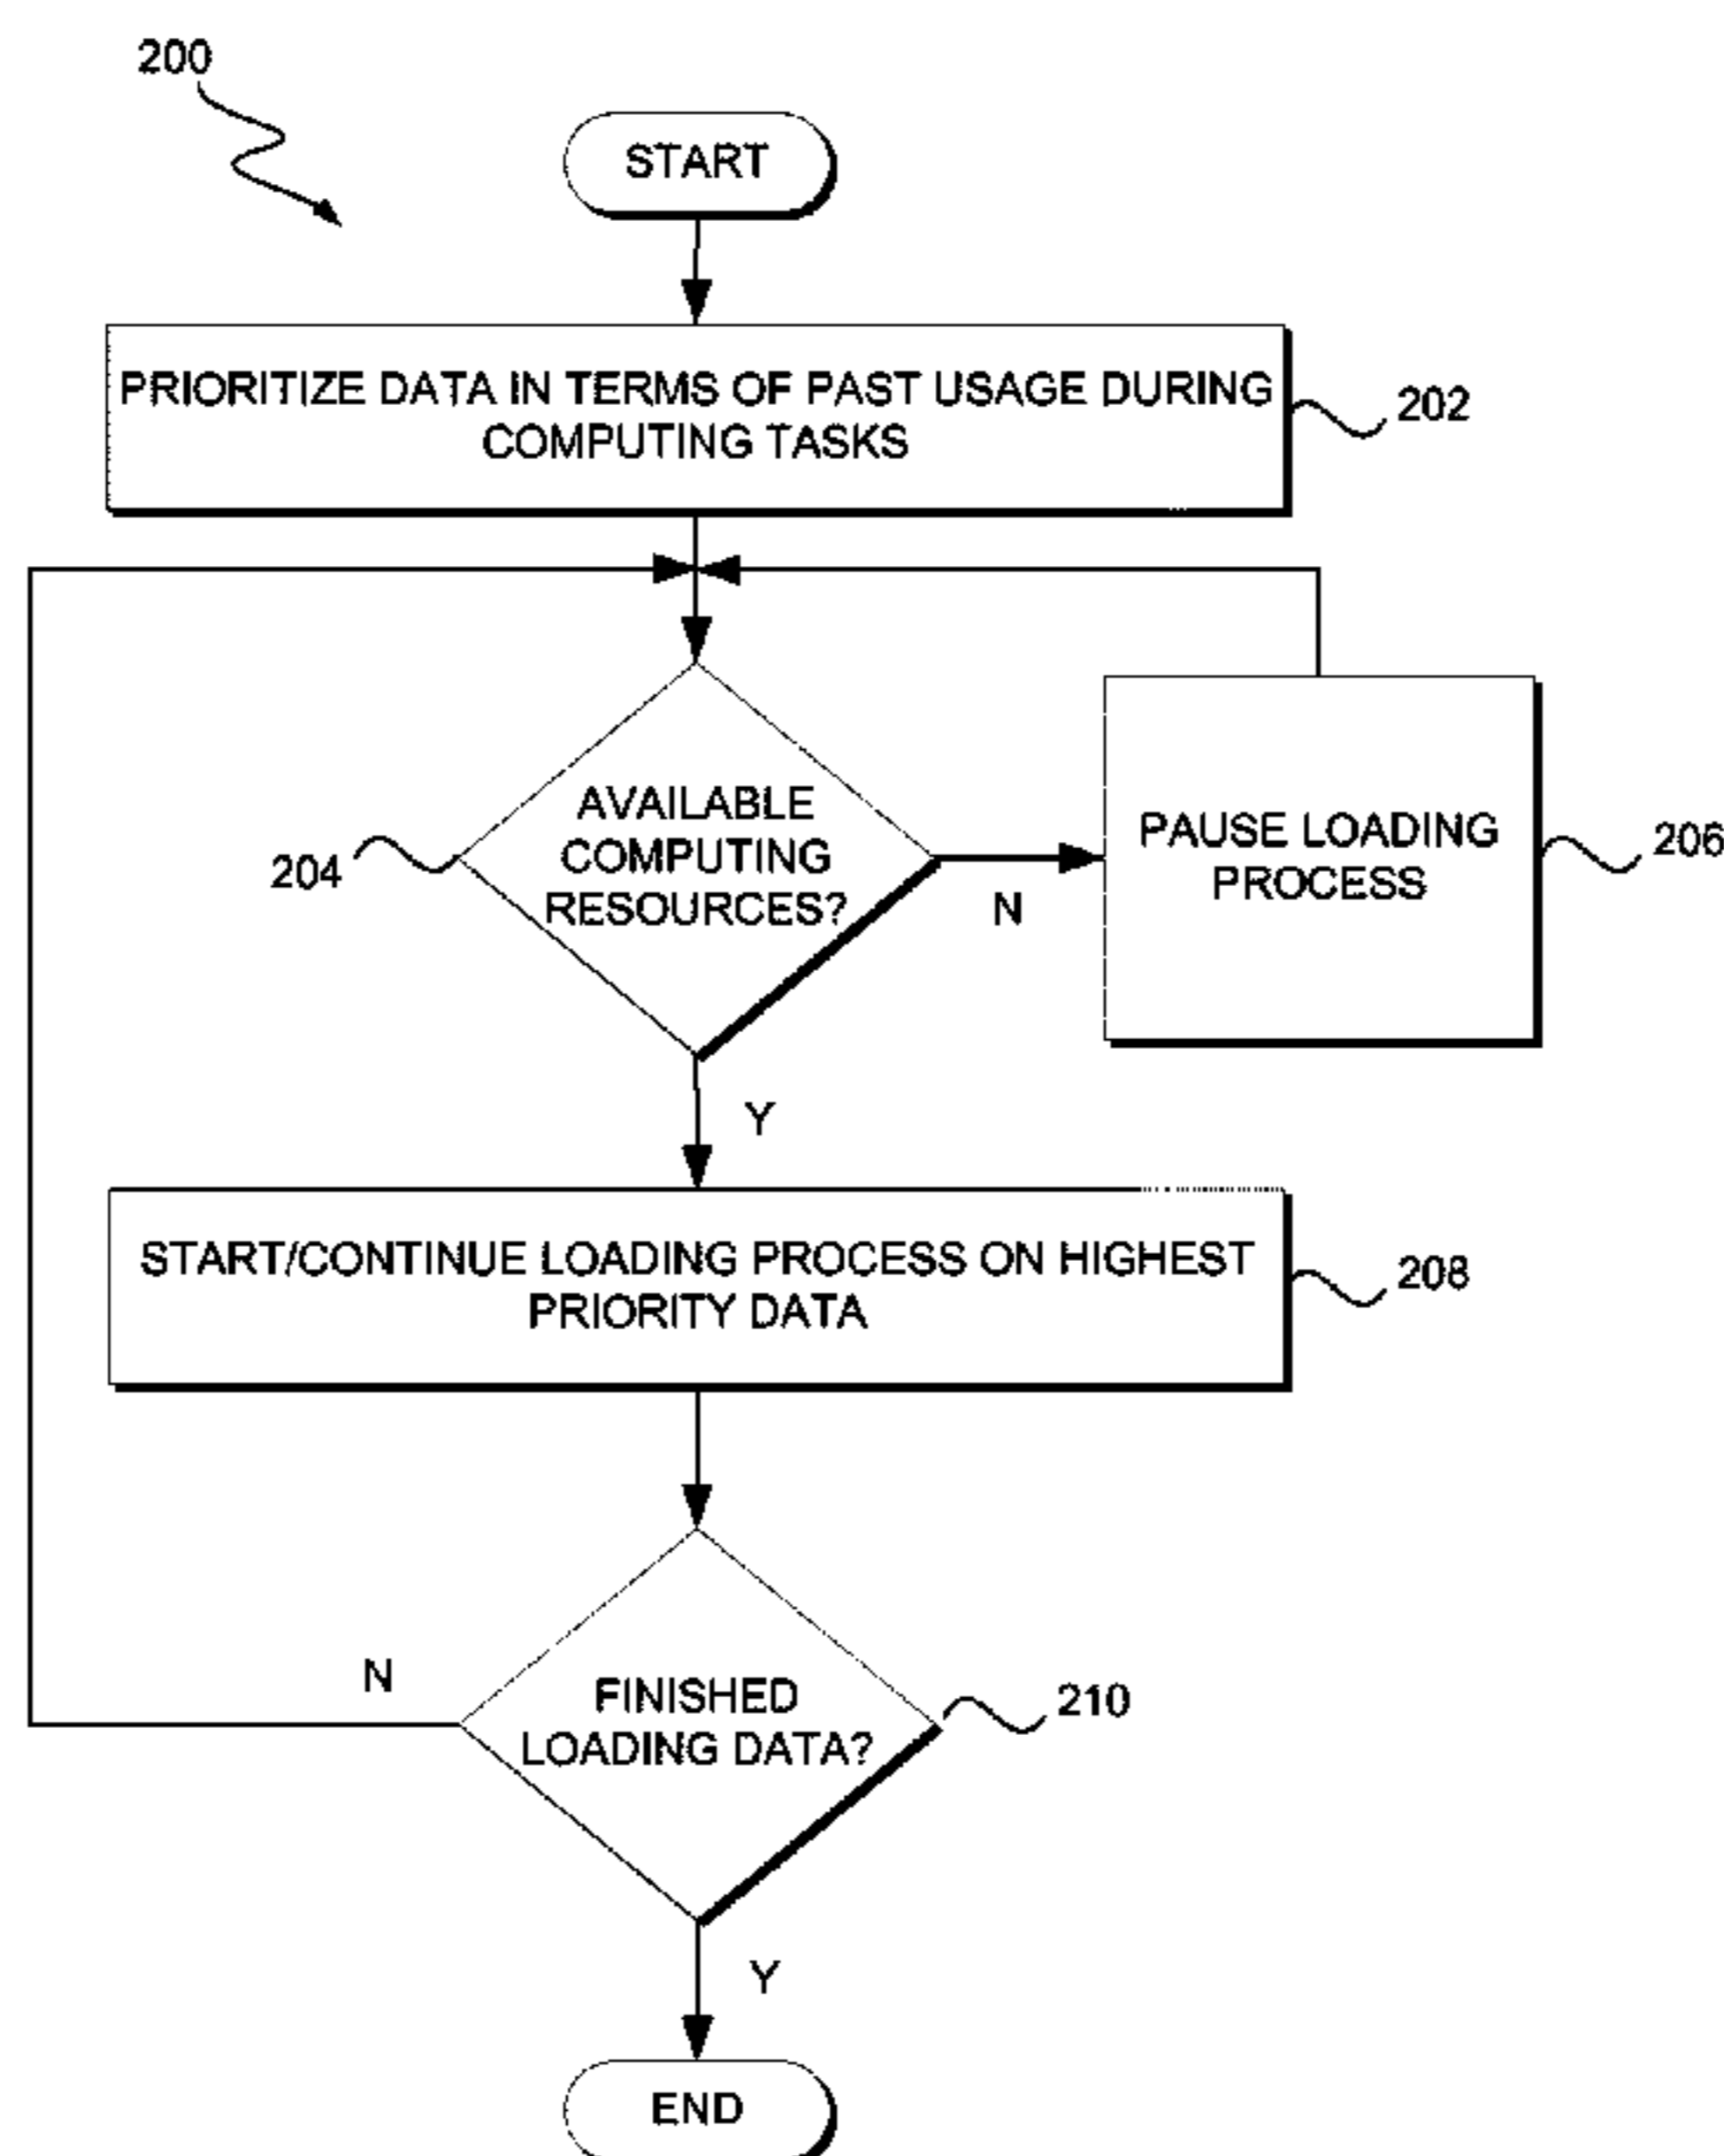 200
START
PRIORITIZE DATA IN TERMS OF PAST USAGE DURING
COMPUTING TASKS
202
AVAILABLE
COMPUTING
RESOURCES?
204
N
PAUSE LOADING
PROCESS
206
Y
START/CONTINUE LOADING PROCESS ON HIGHEST
PRIORITY DATA
208
N
FINISHED
LOADING DATA?
210
Y
END